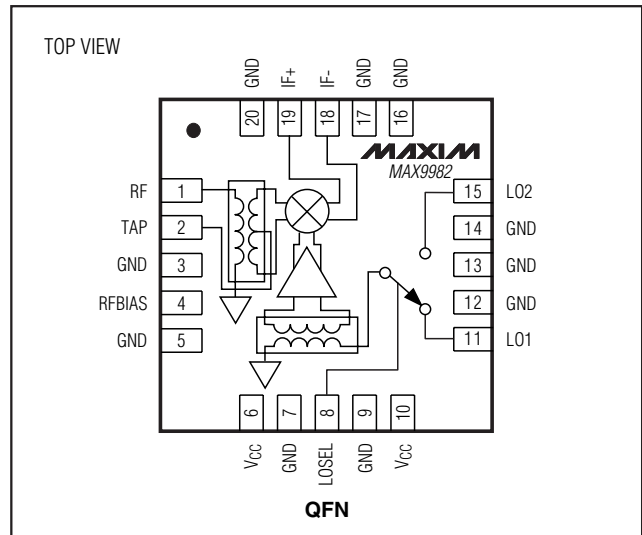 TOP VIEW
GND
IF+
IF-
GND
GND
20
19
18
17
16
MAXIM
MAX9982
RF 1
TAP 2
GND 3
RFBIAS 4
GND 5
15 LO2
14 GND
13 GND
12 GND
11 LO1
6
7
8
9
10
VCC
GND
LOSEL
GND
VCC
QFN